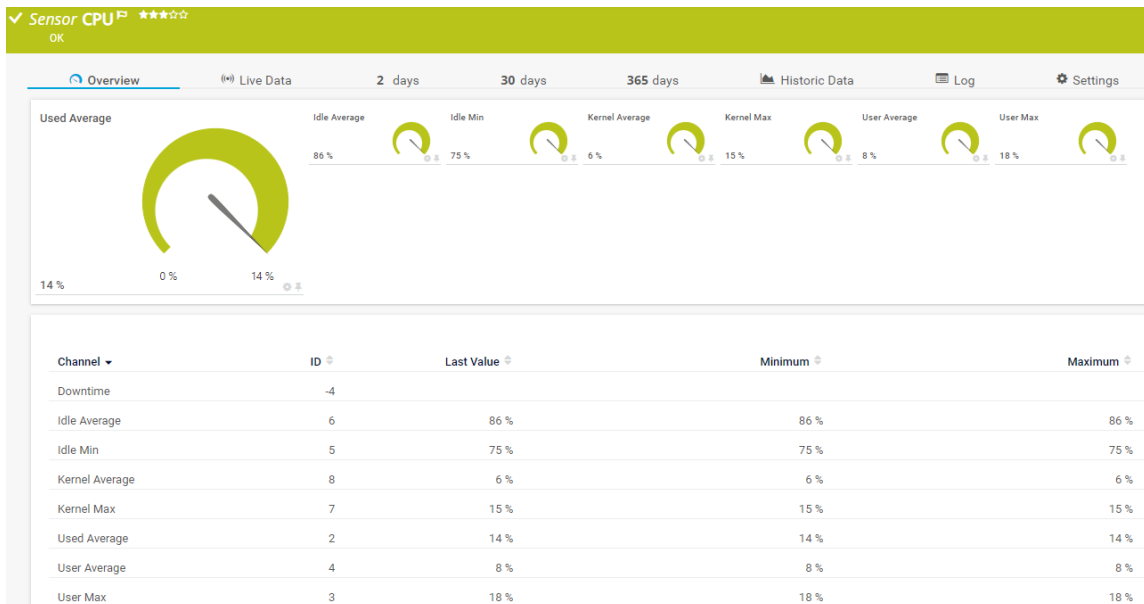 Sensor CPU
OK
Overview Live Data 2 days 30 days 365 days Historic Data Log Settings
Used Average
0 %
14 %
14 %
Idle Average
86 %
Idle Min
75 %
Kernel Average
6 %
Kernel Max
15 %
User Average
8 %
User Max
18 %
Channel ID Last Value Minimum Maximum
Downtime -4
Idle Average 6 86 % 86 % 86 %
Idle Min 5 75 % 75 % 75 %
Kernel Average 8 6 % 6 % 6 %
Kernel Max 7 15 % 15 % 15 %
Used Average 2 14 % 14 % 14 %
User Average 4 8 % 8 % 8 %
User Max 3 18 % 18 % 18 %